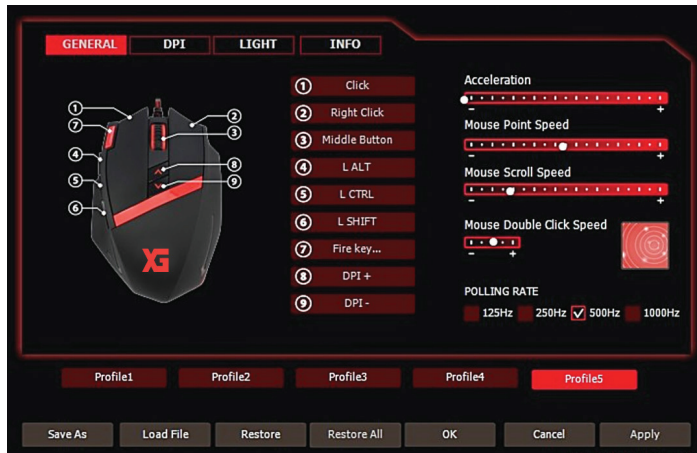 GENERAL DPI LIGHT INFO
1 Click
2 Right Click
3 Middle Button
4 L ALT
5 L CTRL
6 L SHIFT
7 Fire key...
8 DPI +
9 DPI -
1
2
7
3
4
8
5
9
6
XG
Acceleration
- +
Mouse Point Speed
- +
Mouse Scroll Speed
- +
Mouse Double Click Speed
- +
POLLING RATE
125Hz 250Hz 500Hz 1000Hz
Profile1 Profile2 Profile3 Profile4 Profile5
Save As Load File Restore Restore All OK Cancel Apply